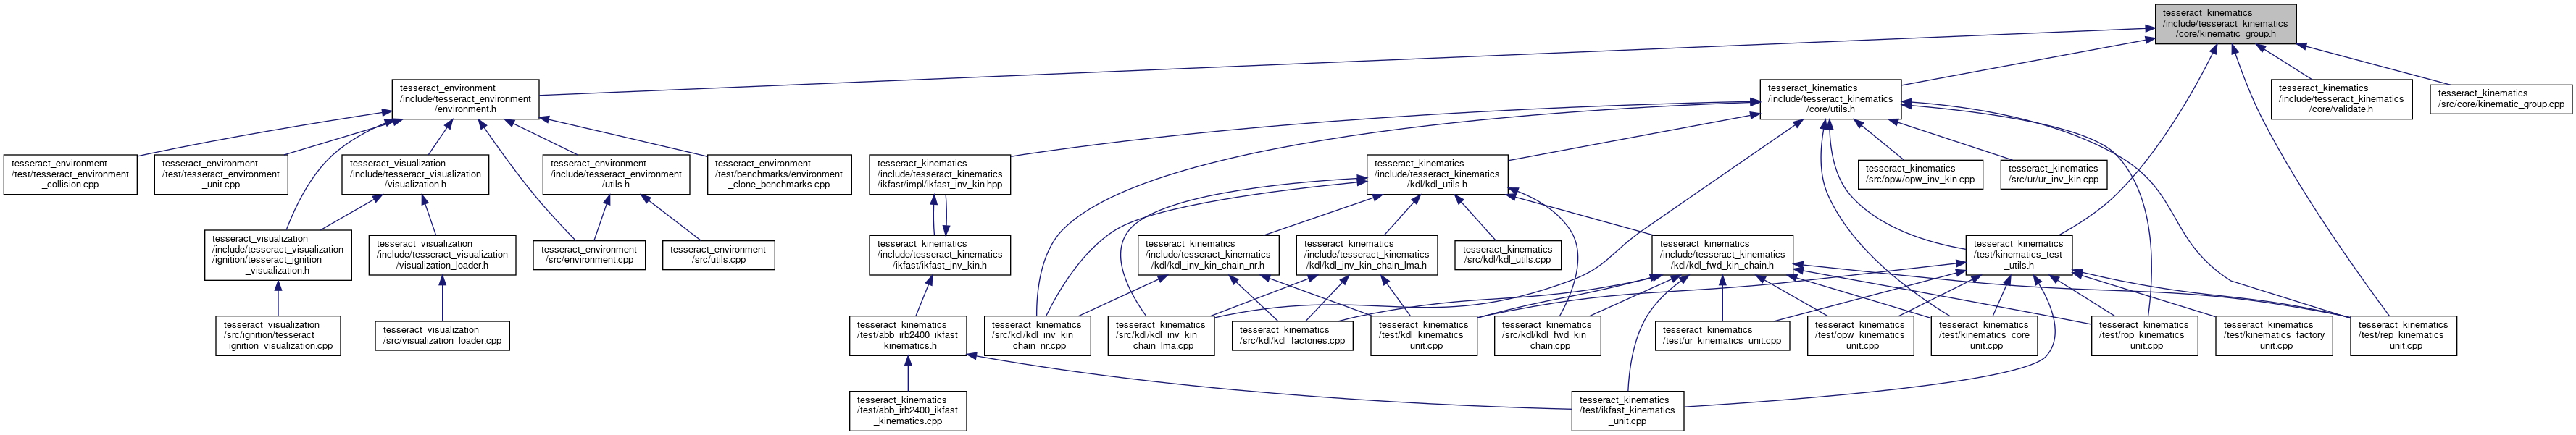 tesseract_kinematics
/include/tesseract_kinematics
/core/kinematic_group.h
tesseract_environment
/include/tesseract_environment
/environment.h
tesseract_kinematics
/include/tesseract_kinematics
/core/utils.h
tesseract_kinematics
/include/tesseract_kinematics
/core/validate.h
tesseract_kinematics
/src/core/kinematic_group.cpp
tesseract_environment
/test/tesseract_environment
_collision.cpp
tesseract_environment
/test/tesseract_environment
_unit.cpp
tesseract_visualization
/include/tesseract_visualization
/visualization.h
tesseract_environment
/include/tesseract_environment
/utils.h
tesseract_environment
/test/benchmarks/environment
_clone_benchmarks.cpp
tesseract_kinematics
/include/tesseract_kinematics
/ikfast/impl/ikfast_inv_kin.hpp
tesseract_kinematics
/include/tesseract_kinematics
/kdl/kdl_utils.h
tesseract_kinematics
/src/opw/opw_inv_kin.cpp
tesseract_kinematics
/src/ur/ur_inv_kin.cpp
tesseract_visualization
/include/tesseract_visualization
/ignition/tesseract_ignition
_visualization.h
tesseract_visualization
/include/tesseract_visualization
/visualization_loader.h
tesseract_environment
/src/environment.cpp
tesseract_environment
/src/utils.cpp
tesseract_kinematics
/include/tesseract_kinematics
/ikfast/ikfast_inv_kin.h
tesseract_kinematics
/include/tesseract_kinematics
/kdl/kdl_inv_kin_chain_nr.h
tesseract_kinematics
/include/tesseract_kinematics
/kdl/kdl_inv_kin_chain_lma.h
tesseract_kinematics
/src/kdl/kdl_utils.cpp
tesseract_kinematics
/include/tesseract_kinematics
/kdl/kdl_fwd_kin_chain.h
tesseract_kinematics
/test/kinematics_test
_utils.h
tesseract_visualization
/src/ignition/tesseract
_ignition_visualization.cpp
tesseract_visualization
/src/visualization_loader.cpp
tesseract_kinematics
/test/abb_irb2400_ikfast
_kinematics.h
tesseract_kinematics
/src/kdl/kdl_inv_kin
_chain_nr.cpp
tesseract_kinematics
/src/kdl/kdl_inv_kin
_chain_lma.cpp
tesseract_kinematics
/src/kdl/kdl_factories.cpp
tesseract_kinematics
/test/kdl_kinematics
_unit.cpp
tesseract_kinematics
/src/kdl/kdl_fwd_kin
_chain.cpp
tesseract_kinematics
/test/ur_kinematics_unit.cpp
tesseract_kinematics
/test/opw_kinematics
_unit.cpp
tesseract_kinematics
/test/kinematics_core
_unit.cpp
tesseract_kinematics
/test/rop_kinematics
_unit.cpp
tesseract_kinematics
/test/kinematics_factory
_unit.cpp
tesseract_kinematics
/test/rep_kinematics
_unit.cpp
tesseract_kinematics
/test/abb_irb2400_ikfast
_kinematics.cpp
tesseract_kinematics
/test/ikfast_kinematics
_unit.cpp